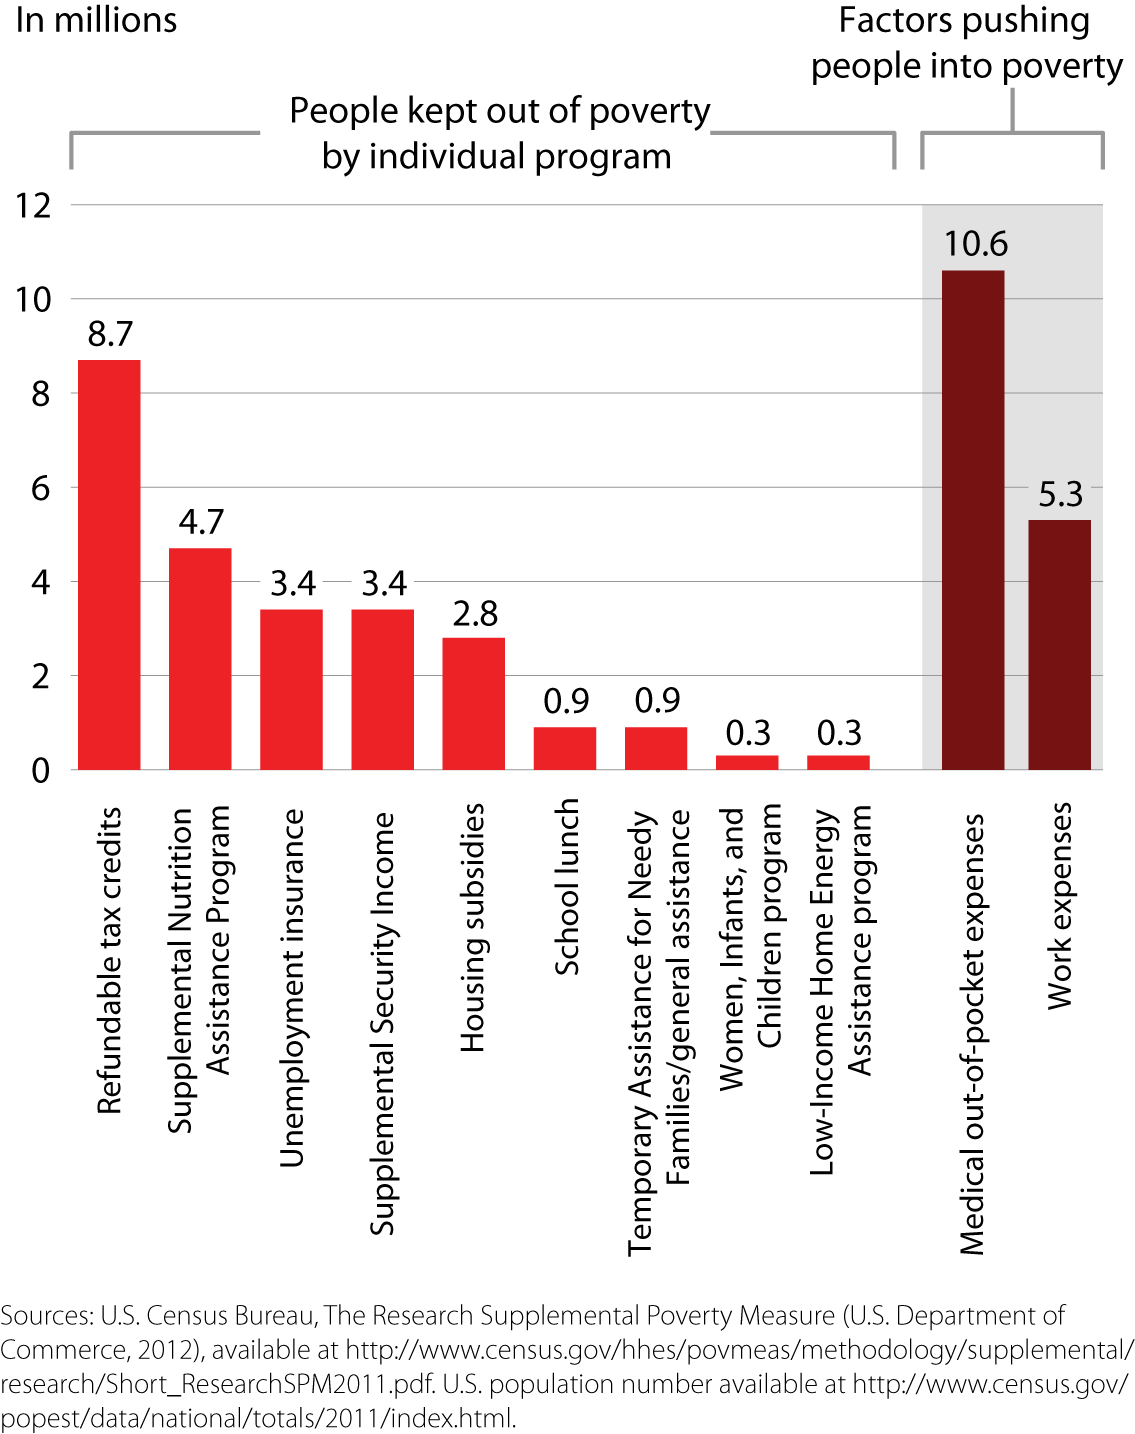 In millions
Factors pushing
people into poverty
People kept out of poverty
by individual program
12
10
8
6
4
2
0
8.7
4.7
3.4
3.4
2.8
0.9
0.9
0.3
0.3
10.6
5.3
Refundable tax credits
Supplemental Nutrition
Assistance Program
Unemployment insurance
Supplemental Security Income
Housing subsidies
School lunch
Temporary Assistance for Needy
Families/general assistance
Women, Infants, and
Children program
Low-Income Home Energy
Assistance program
Medical out-of-pocket expenses
Work expenses
Sources: U.S. Census Bureau, The Research Supplemental Poverty Measure (U.S. Department of
Commerce, 2012), available at http://www.census.gov/hhes/povmeas/methodology/supplemental/
research/Short_ResearchSPM2011.pdf. U.S. population number available at http://www.census.gov/
popest/data/national/totals/2011/index.html.